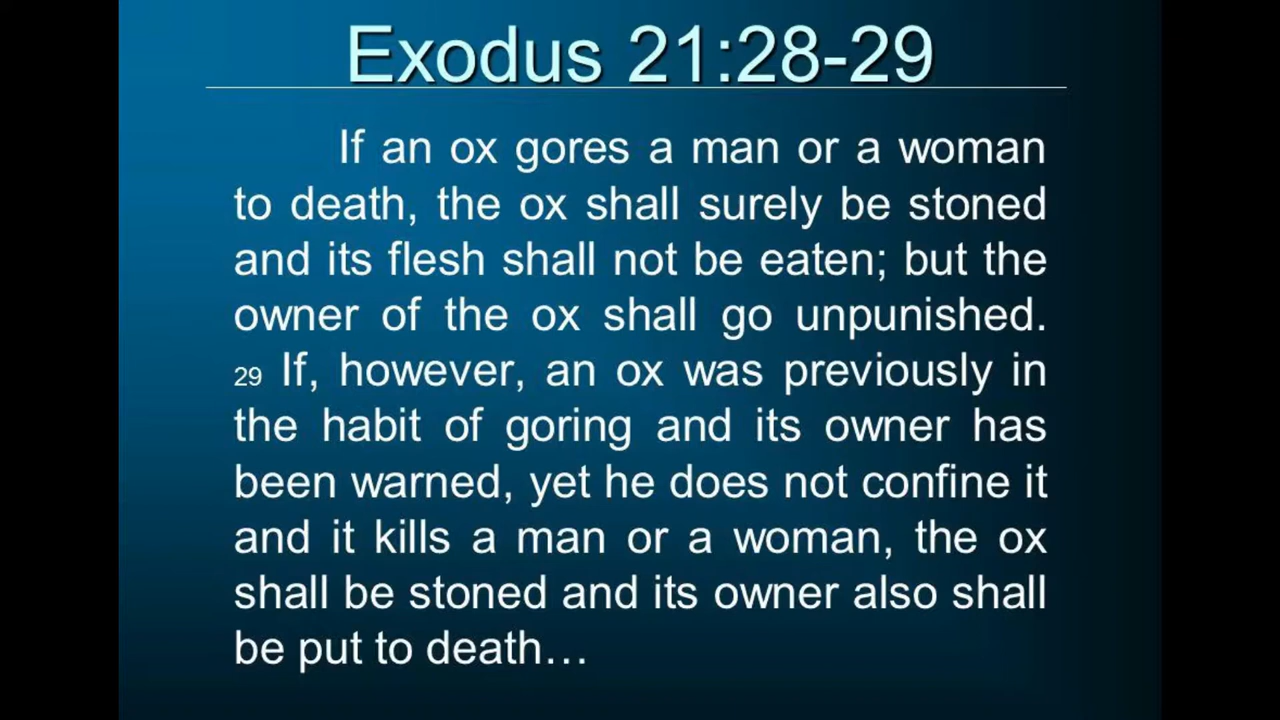 Exodus 21:28-29
If an ox gores a man or a woman
to death, the ox shall surely be stoned
and its flesh shall not be eaten; but the
owner of the ox shall go unpunished.
29 If, however, an ox was previously in
the habit of goring and its owner has
been warned, yet he does not confine it
and it kills a man or a woman, the ox
shall be stoned and its owner also shall
be put to death…